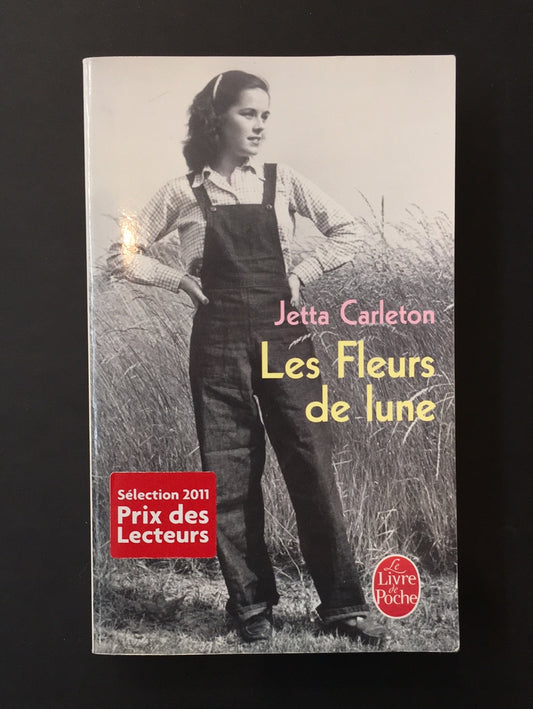 Jetta Carleton
Les Fleurs
de lune
Sélection 2011
Prix des
Lecteurs
Le
Livre
de
Poche